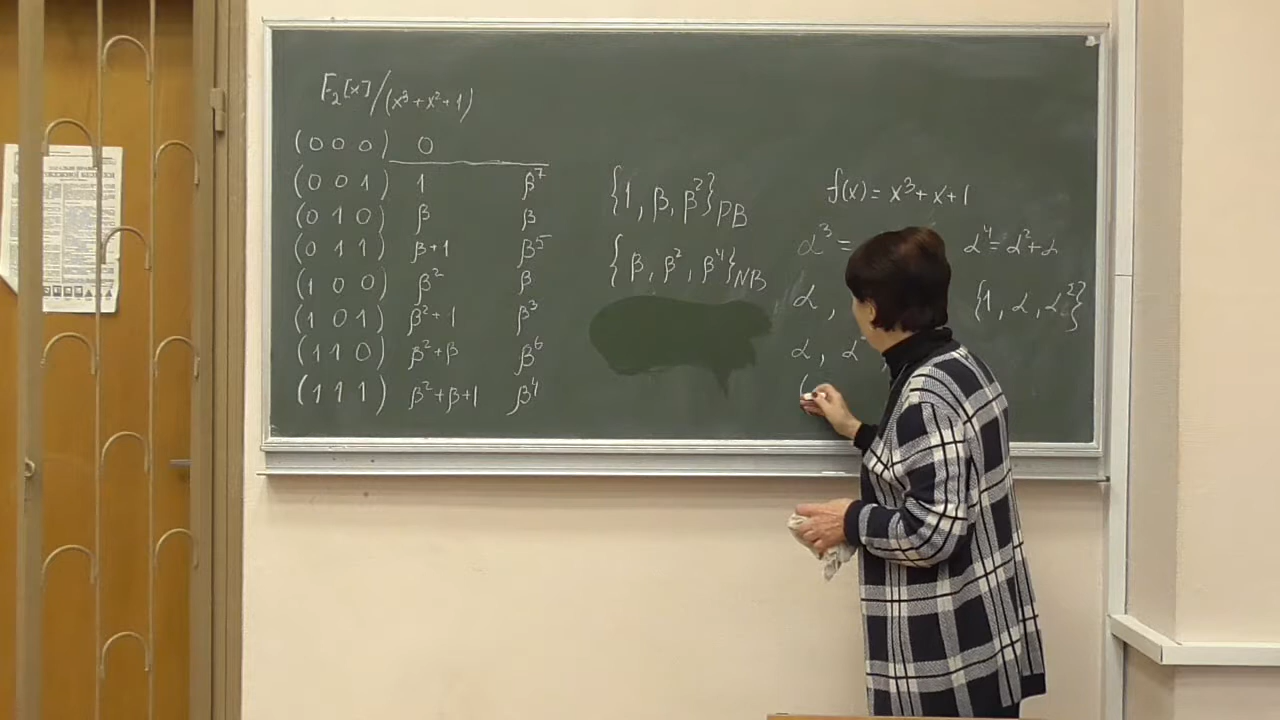 F₂[x]/(x³+x²+1)
(0 0 0) 0
(0 0 1) 1 β⁷
(0 1 0) β β
(0 1 1) β+1 β⁵
(1 0 0) β² β
(1 0 1) β²+1 β³
(1 1 0) β²+β β⁶
(1 1 1) β²+β+1 β⁴
{1, β, β²}PB
{β, β², β⁴}NB
f(x) = x³+x+1
α³ = α⁴=α²+α
α, {1, α, α²}
α, α
(